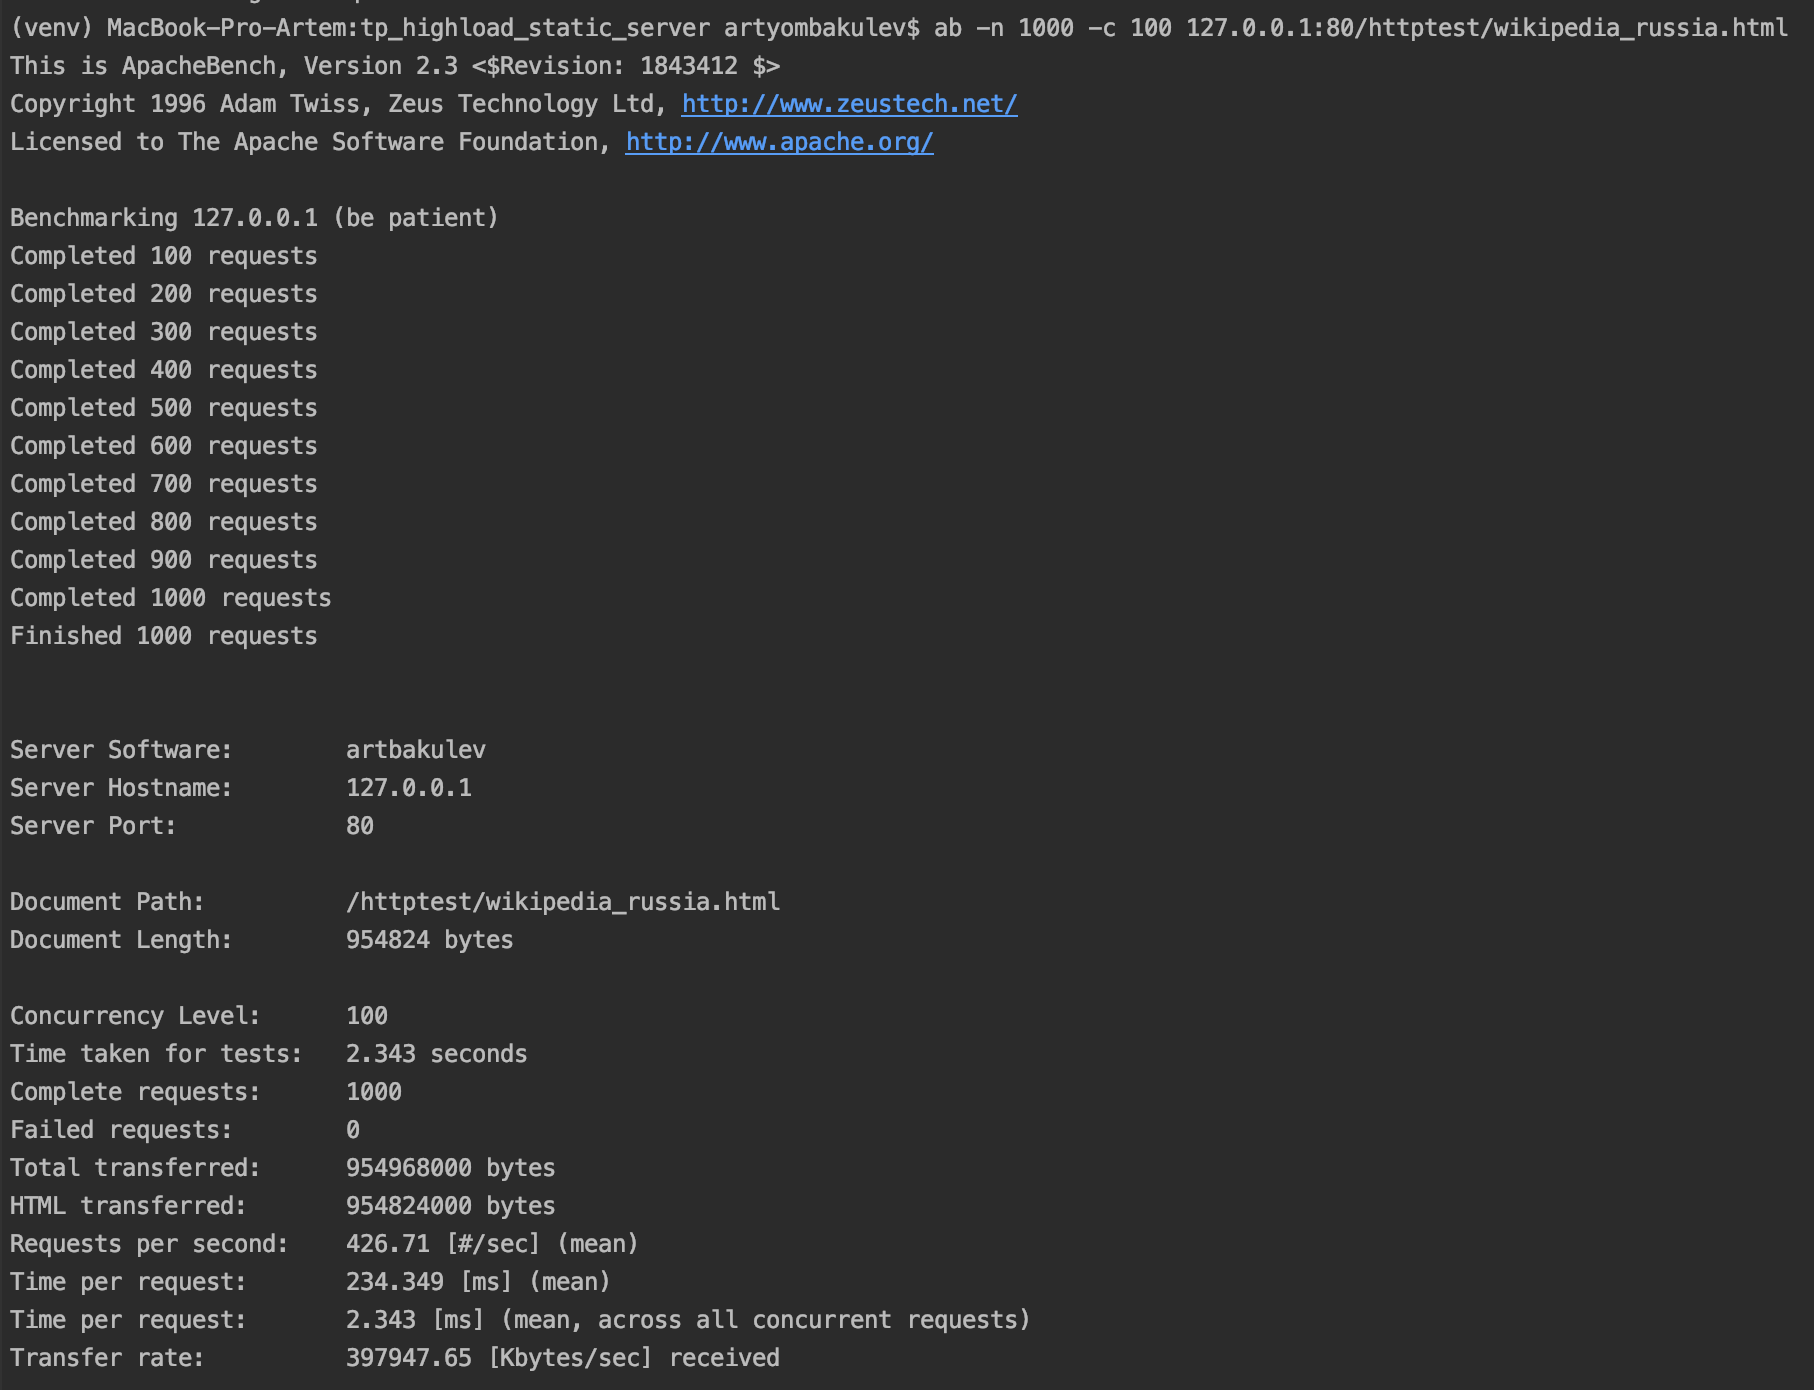 (venv) MacBook-Pro-Artem:tp_highload_static_server artyombakulev$ ab -n 1000 -c 100 127.0.0.1:80/httptest/wikipedia_russia.html
This is ApacheBench, Version 2.3 <$Revision: 1843412 $>
Copyright 1996 Adam Twiss, Zeus Technology Ltd, http://www.zeustech.net/
Licensed to The Apache Software Foundation, http://www.apache.org/

Benchmarking 127.0.0.1 (be patient)
Completed 100 requests
Completed 200 requests
Completed 300 requests
Completed 400 requests
Completed 500 requests
Completed 600 requests
Completed 700 requests
Completed 800 requests
Completed 900 requests
Completed 1000 requests
Finished 1000 requests

Server Software:        artbakulev
Server Hostname:        127.0.0.1
Server Port:            80

Document Path:          /httptest/wikipedia_russia.html
Document Length:        954824 bytes

Concurrency Level:      100
Time taken for tests:   2.343 seconds
Complete requests:      1000
Failed requests:        0
Total transferred:      954968000 bytes
HTML transferred:       954824000 bytes
Requests per second:    426.71 [#/sec] (mean)
Time per request:       234.349 [ms] (mean)
Time per request:       2.343 [ms] (mean, across all concurrent requests)
Transfer rate:          397947.65 [Kbytes/sec] received